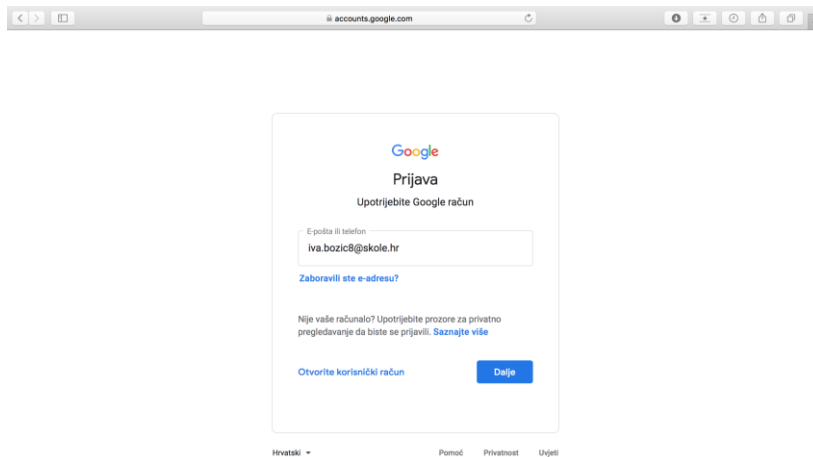 accounts.google.com
Google
Prijava
Upotrijebite Google račun
E-pošta ili telefon
iva.bozic8@skole.hr
Zaboravili ste e-adresu?
Nije vaše računalo? Upotrijebite prozore za privatno
pregledavanje da biste se prijavili. Saznajte više
Otvorite korisnički račun
Dalje
Hrvatski
Pomoć
Privatnost
Uvjeti